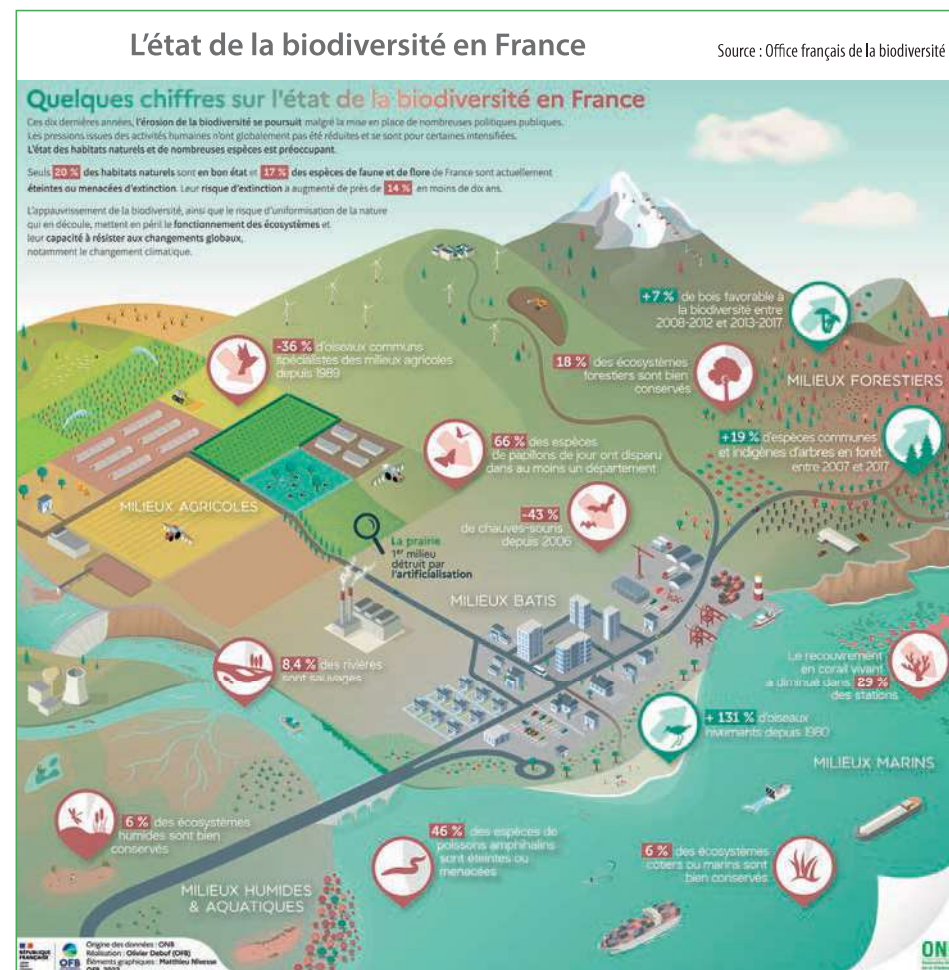 L'état de la biodiversité en France
Source : Office français de la biodiversité
Quelques chiffres sur l'état de la biodiversité en France
Ces dix dernières années, l'érosion de la biodiversité se poursuit malgré la mise en place de nombreuses politiques publiques.
Les pressions issues des activités humaines n'ont globalement pas été réduites et se sont pour certaines intensifiées.
L'état des habitats naturels et de nombreuses espèces est préoccupant.
Seuls 20 % des habitats naturels sont en bon état et 17 % des espèces de faune et de flore de France sont actuellement
éteintes ou menacées d'extinction. Leur risque d'extinction a augmenté de près de 14 % en moins de dix ans.
L'appauvrissement de la biodiversité, ainsi que le risque d'uniformisation de la nature
qui en découle, mettent en péril le fonctionnement des écosystèmes et
leur capacité à résister aux changements globaux,
notamment le changement climatique.
+7 % de bois favorable à
la biodiversité entre
2008-2012 et 2013-2017
-36 % d'oiseaux communs
spécialistes des milieux agricoles
depuis 1989
18 % des écosystèmes
forestiers sont bien
conservés
MILIEUX FORESTIERS
66 % des espèces
de papillons de jour ont disparu
dans au moins un département
+19 % d'espèces communes
et indigènes d'arbres en forêt
entre 2007 et 2017
MILIEUX AGRICOLES
-43 %
de chauves-souris
depuis 2006
La prairie
1er milieu
détruit par
l'artificialisation
MILIEUX BATIS
8,4 % des rivières
sont sauvages
Le recouvrement
en corail vivant
a diminué dans 29 %
des stations
+ 131 % d'oiseaux
hivernants depuis 1980
MILIEUX MARINS
6 % des écosystèmes
humides sont bien
conservés
46 % des espèces de
poissons amphihalins
sont éteintes ou
menacées
6 % des écosystèmes
côtiers ou marins sont
bien conservés
MILIEUX HUMIDES
& AQUATIQUES
RÉPUBLIQUE
FRANÇAISE
OFB
Origine des données : ONB
Réalisation : Olivier Debuf (OFB)
Éléments graphiques : Matthieu Nivesse
OFB, 2023
ON